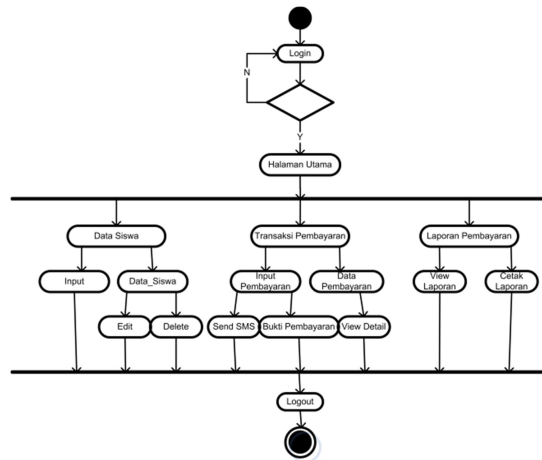 Login
N
Y
Halaman Utama
Data Siswa
Transaksi Pembayaran
Laporan Pembayaran
Input
Data_Siswa
Input
Pembayaran
Data
Pembayaran
View
Laporan
Cetak
Laporan
Edit
Delete
Send SMS
Bukti Pembayaran
View Detail
Logout